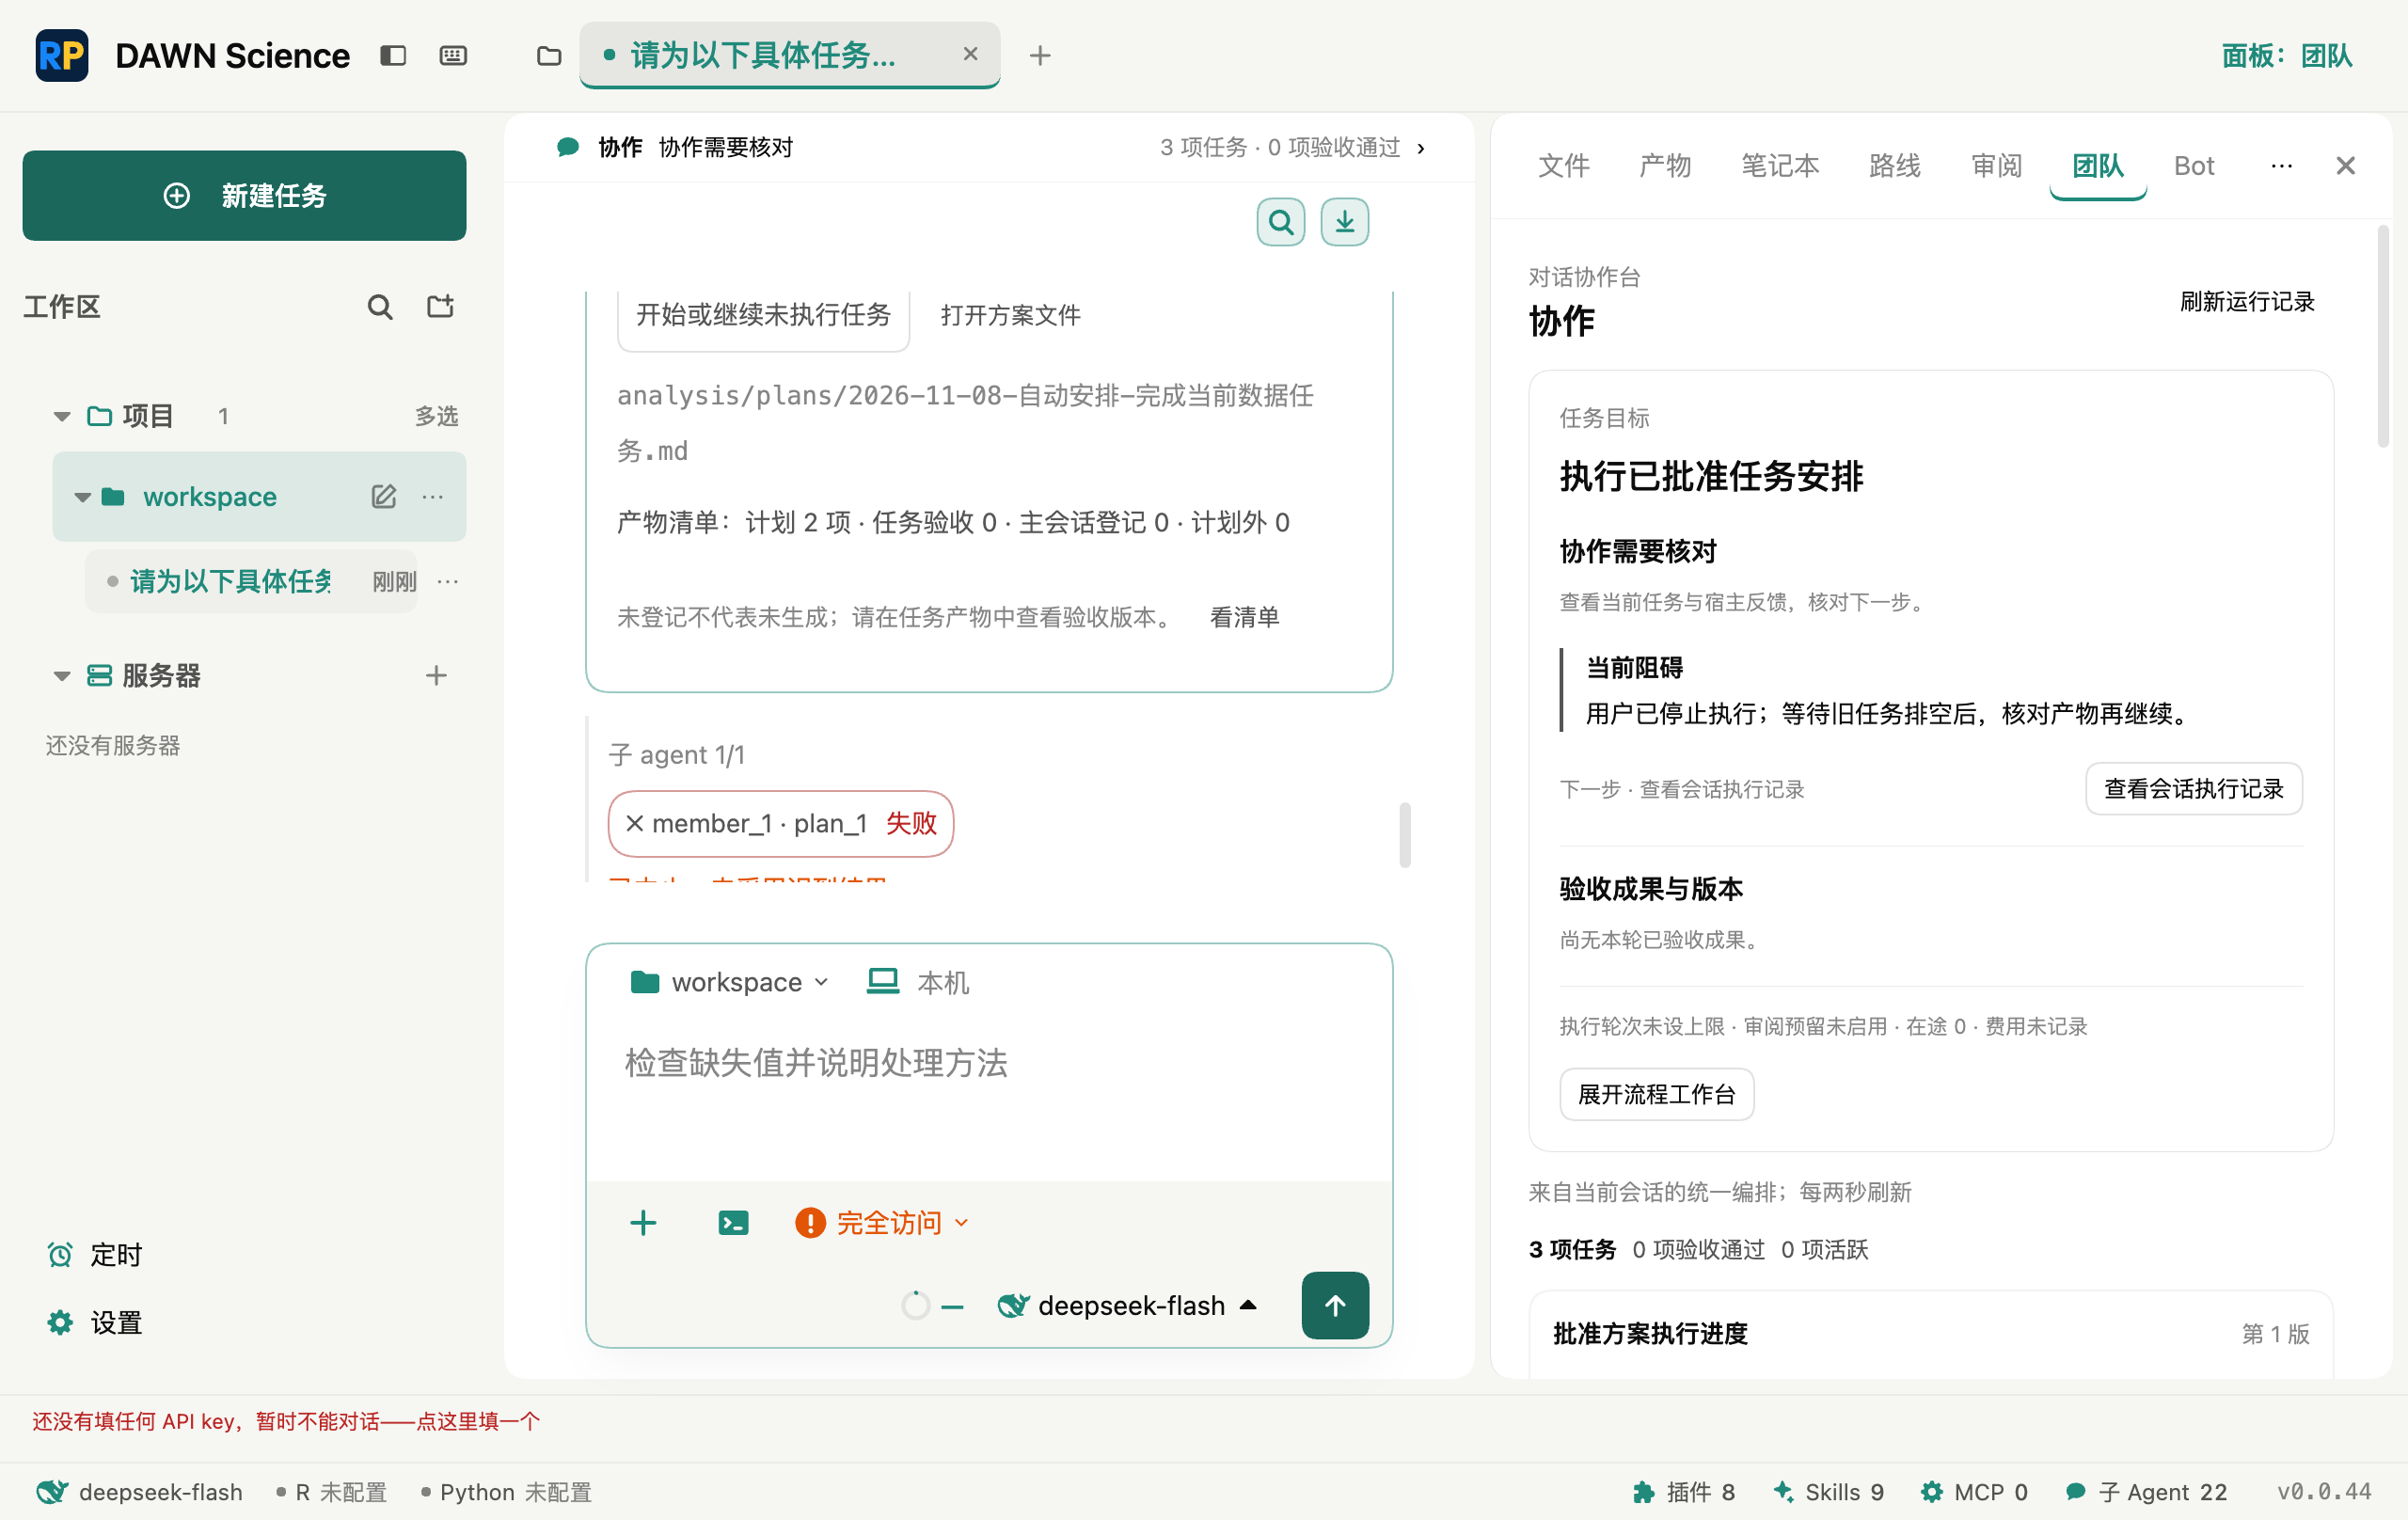 RP DAWN Science
请为以下具体任务...
面板：团队
新建任务
工作区
项目 1 多选
workspace
请为以下具体任务 刚刚
服务器
还没有服务器
定时
设置
协作 协作需要核对 3 项任务 · 0 项验收通过
开始或继续未执行任务 打开方案文件
analysis/plans/2026-11-08-自动安排-完成当前数据任
务.md
产物清单：计划 2 项 · 任务验收 0 · 主会话登记 0 · 计划外 0
未登记不代表未生成；请在任务产物中查看验收版本。 看清单
子 agent 1/1
member_1 · plan_1 失败
workspace 本机
检查缺失值并说明处理方法
完全访问
deepseek-flash
文件 产物 笔记本 路线 审阅 团队 Bot
对话协作台
协作
刷新运行记录
任务目标
执行已批准任务安排
协作需要核对
查看当前任务与宿主反馈，核对下一步。
当前阻碍
用户已停止执行；等待旧任务排空后，核对产物再继续。
下一步 · 查看会话执行记录 查看会话执行记录
验收成果与版本
尚无本轮已验收成果。
执行轮次未设上限 · 审阅预留未启用 · 在途 0 · 费用未记录
展开流程工作台
来自当前会话的统一编排；每两秒刷新
3 项任务 0 项验收通过 0 项活跃
批准方案执行进度 第 1 版
还没有填任何 API key，暂时不能对话——点这里填一个
deepseek-flash R 未配置 Python 未配置
插件 8 Skills 9 MCP 0 子 Agent 22 v0.0.44